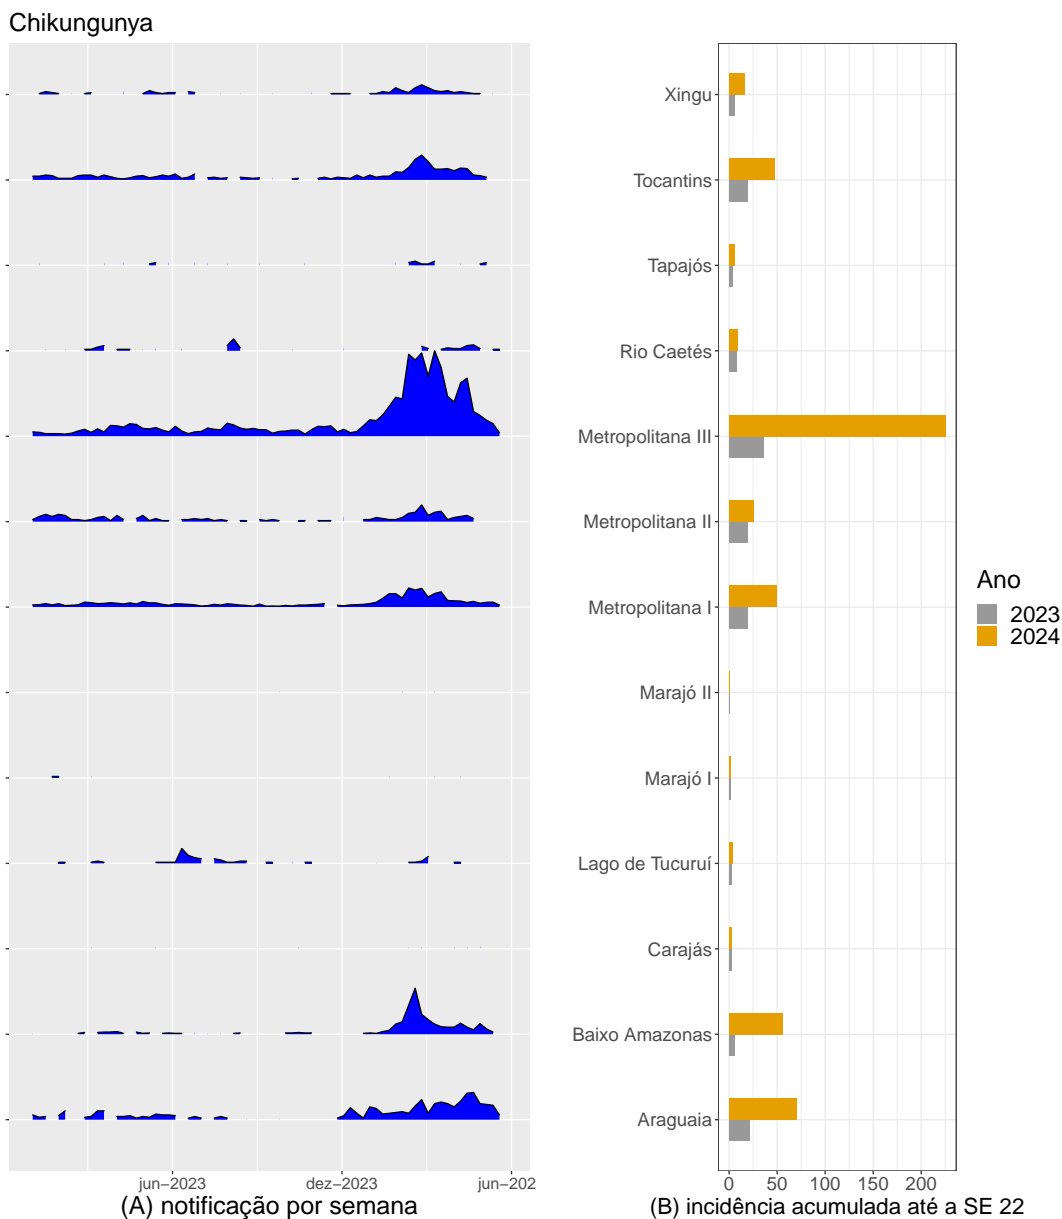 Chikungunya
Xingu
Tocantins
Tapajós
Rio Caetés
Metropolitana III
Metropolitana II
Metropolitana I
Marajó II
Marajó I
Lago de Tucuruí
Carajás
Baixo Amazonas
Araguaia
jun−2023 dez−2023 jun−202
(A) notificação por semana
0 50 100 150 200
(B) incidência acumulada até a SE 22
Ano
2023
2024